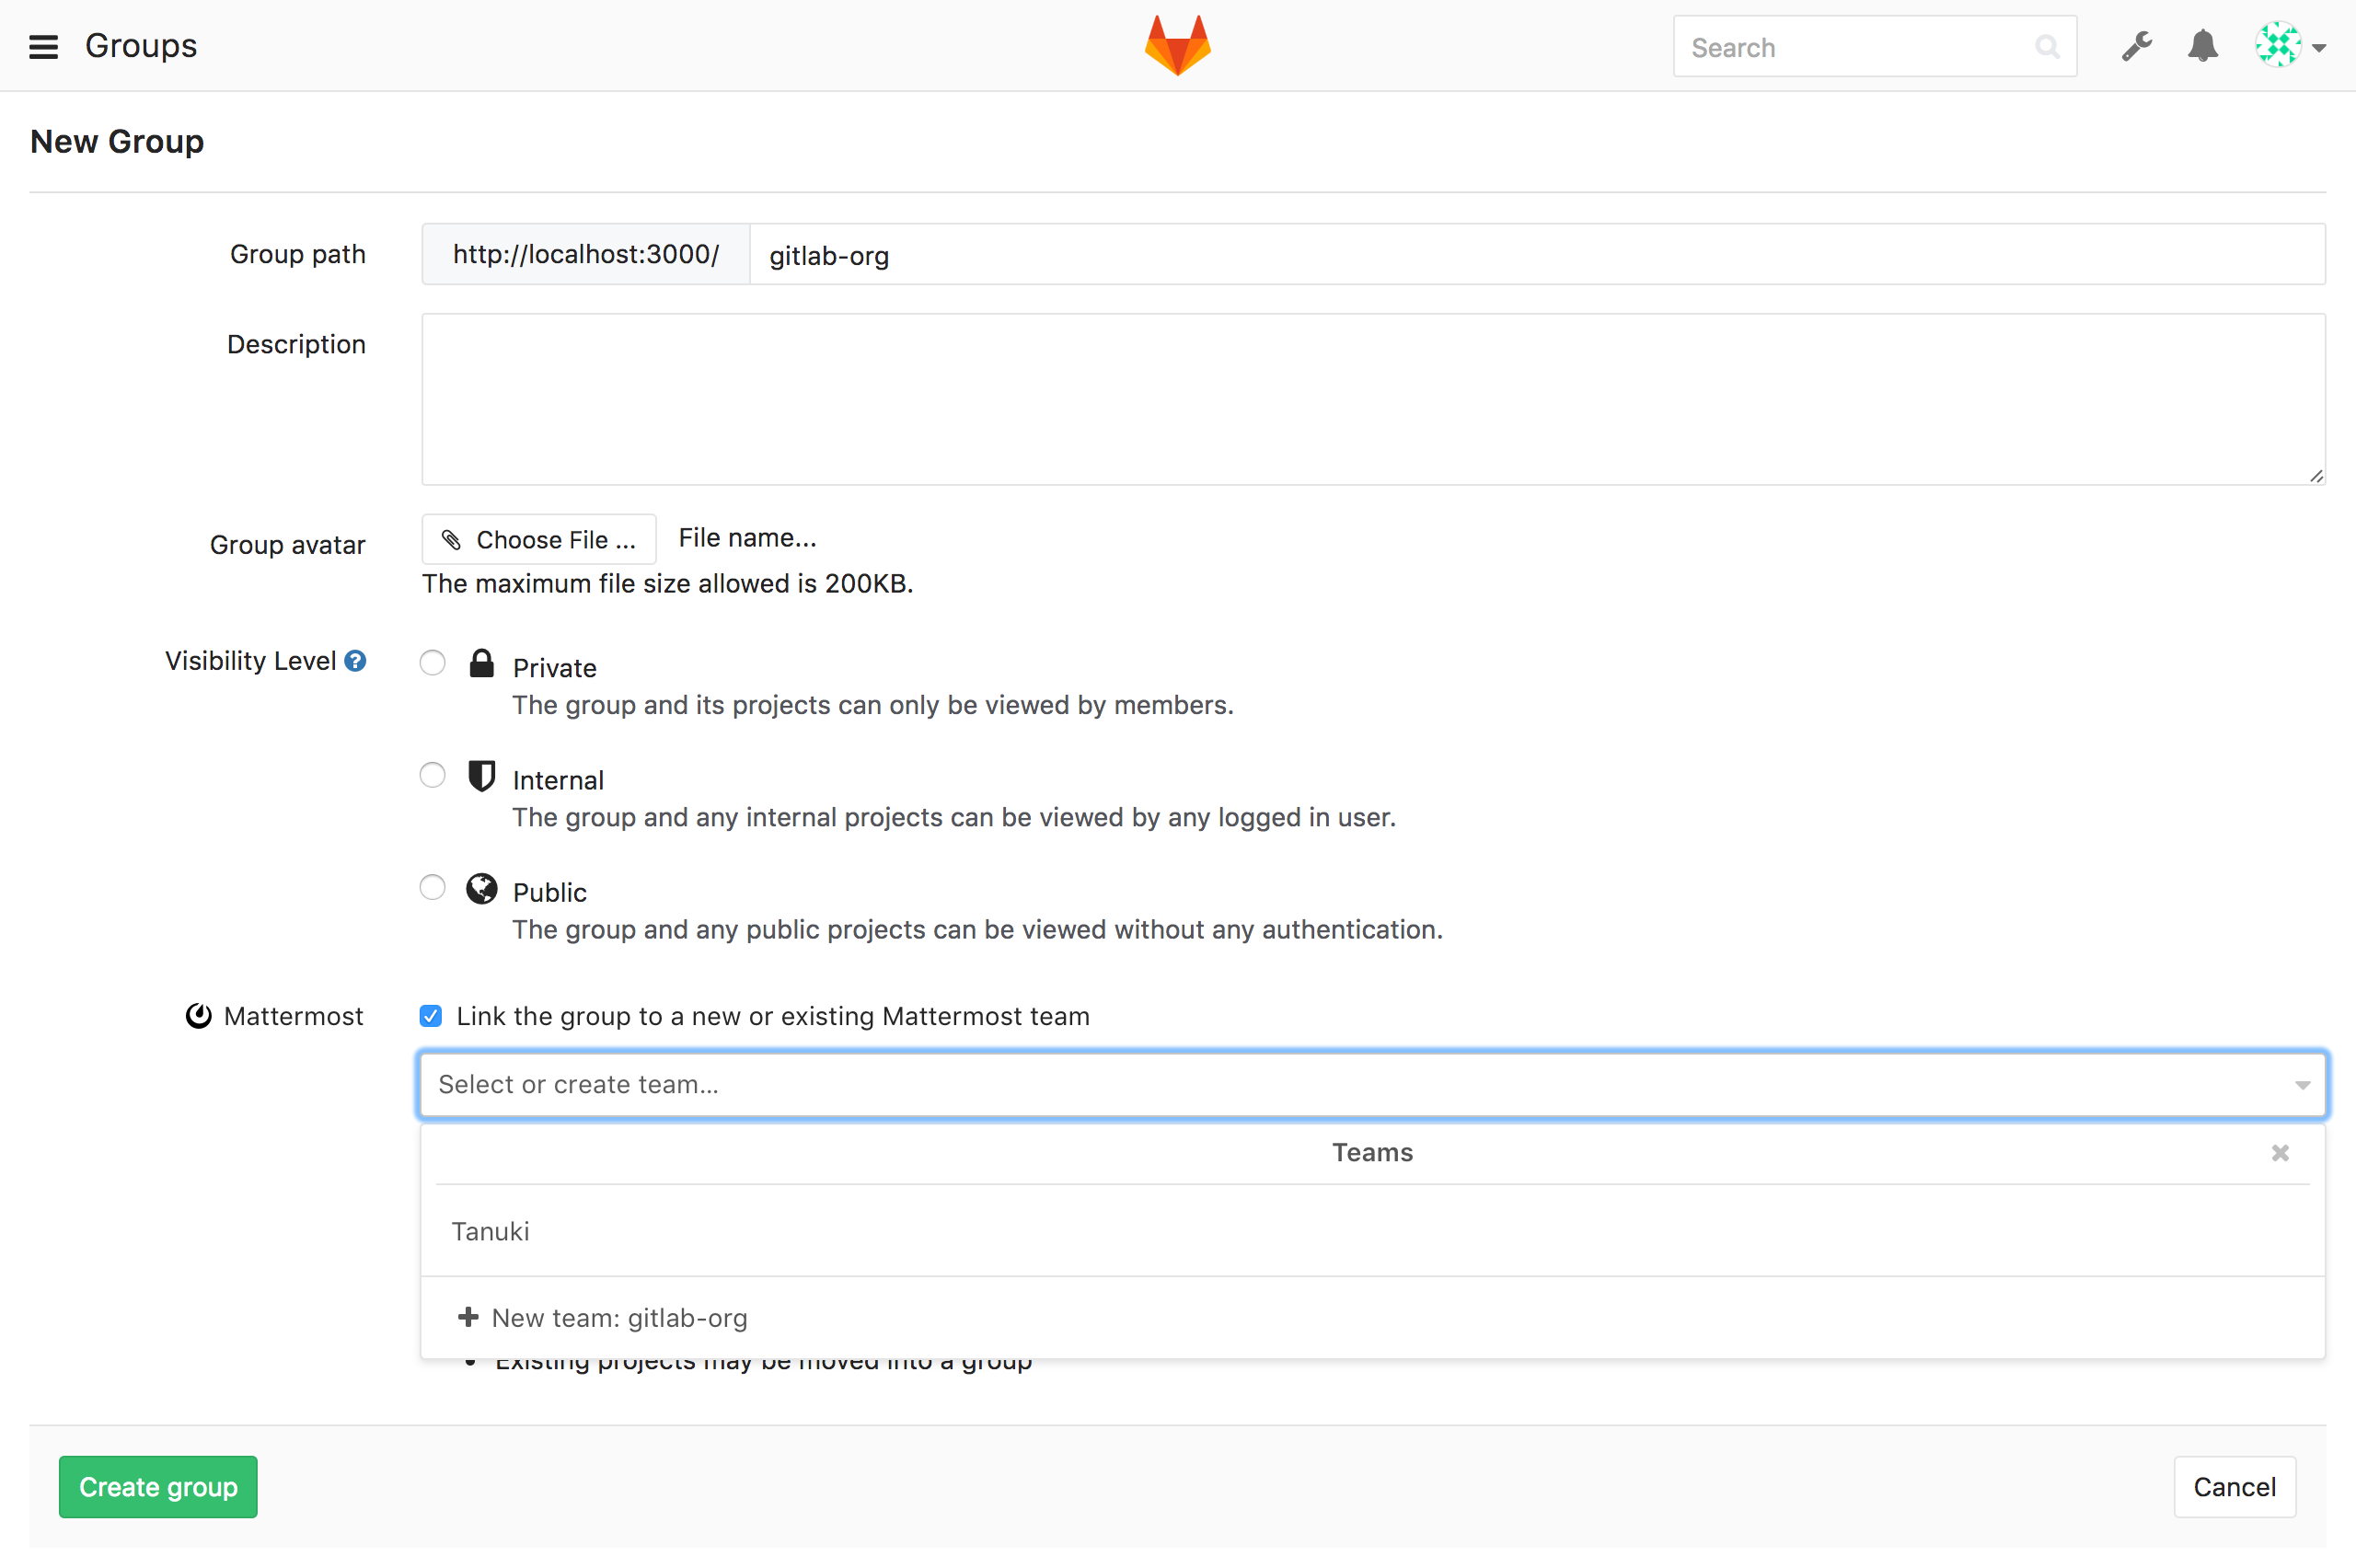 Groups
Search
New Group
Group path
http://localhost:3000/
gitlab-org
Description
Group avatar
Choose File ...
File name...
The maximum file size allowed is 200KB.
Visibility Level
Private
The group and its projects can only be viewed by members.
Internal
The group and any internal projects can be viewed by any logged in user.
Public
The group and any public projects can be viewed without any authentication.
Mattermost
Link the group to a new or existing Mattermost team
Select or create team...
Teams
Tanuki
New team: gitlab-org
Existing projects may be moved into a group
Create group
Cancel